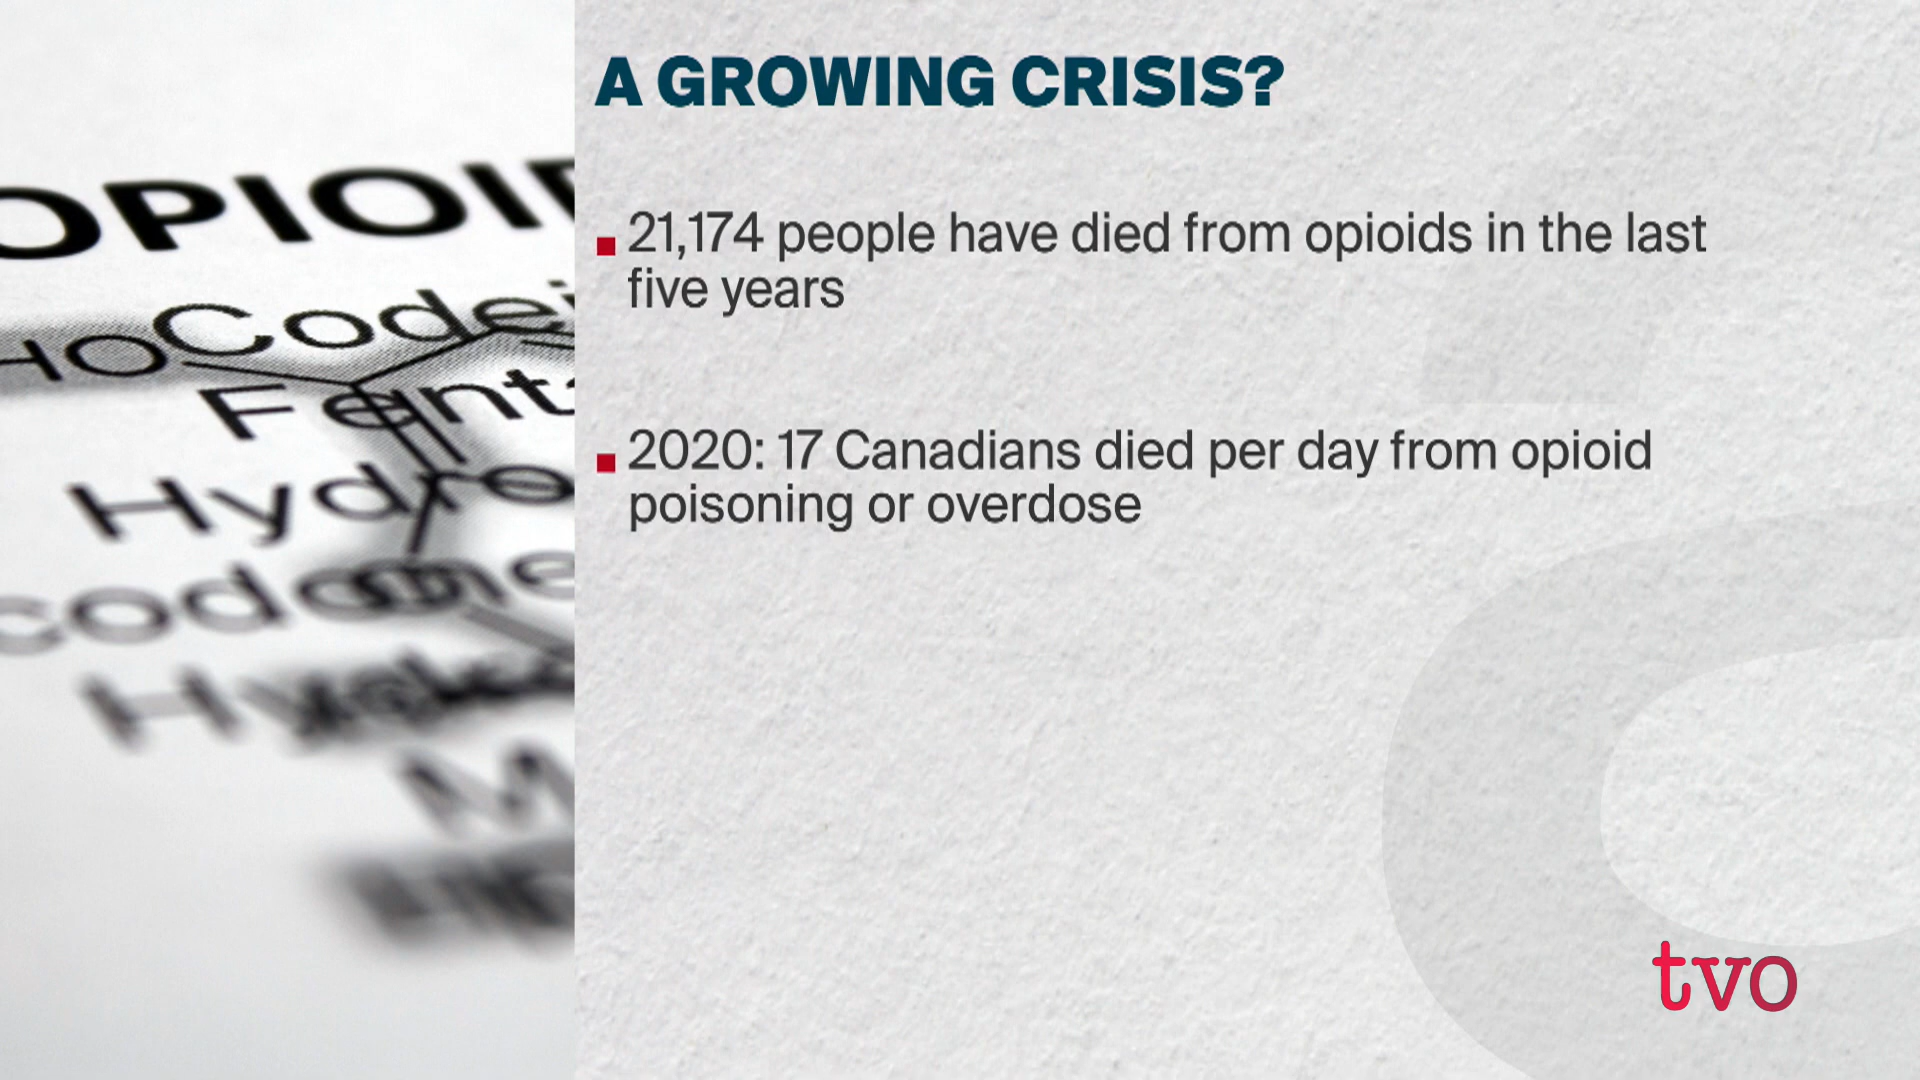 A GROWING CRISIS?
21,174 people have died from opioids in the last
five years
2020: 17 Canadians died per day from opioid
poisoning or overdose
OPIOI
Codei
HO
Fent
Hydro
codone
tvo